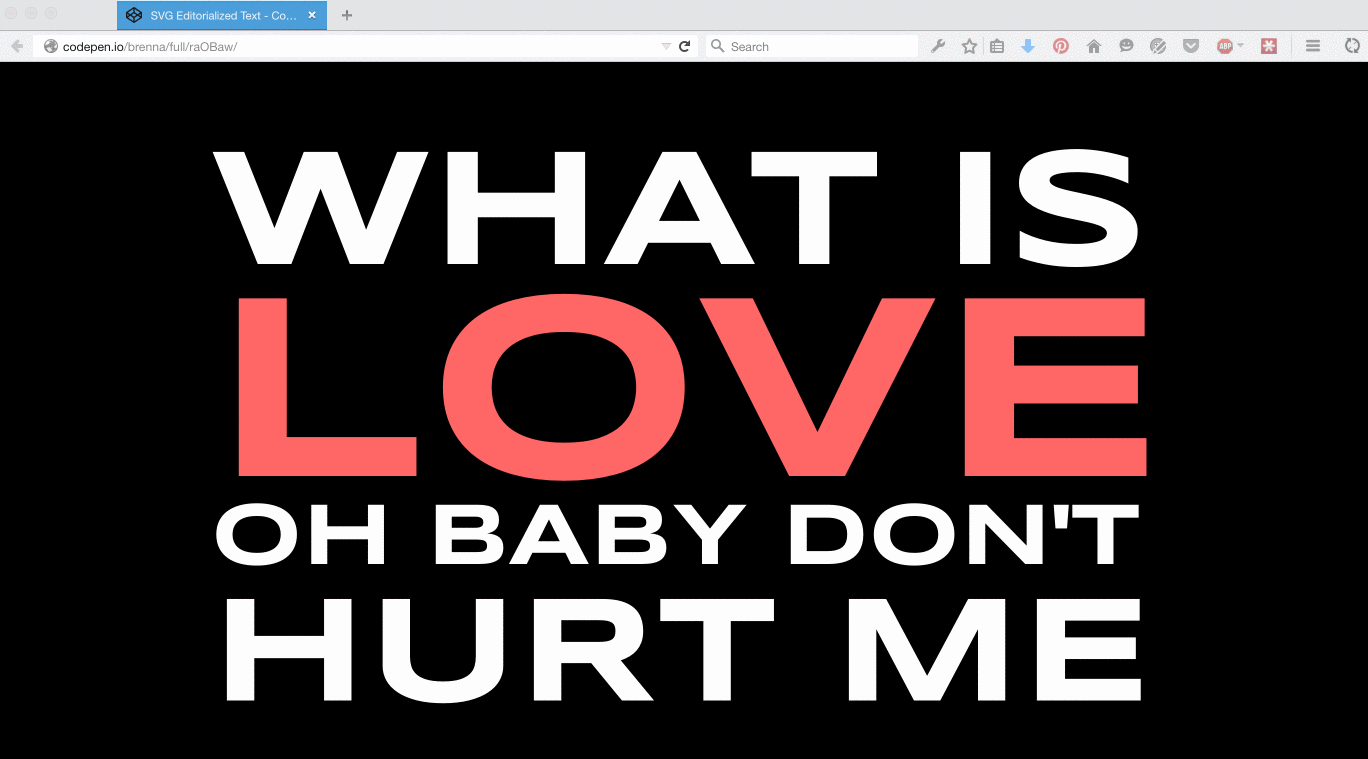 SVG Editorialized Text - Co...
codepen.io/brenna/full/raOBaw/
Search
ABP
WHAT IS
LOVE
OH BABY DON'T
HURT ME